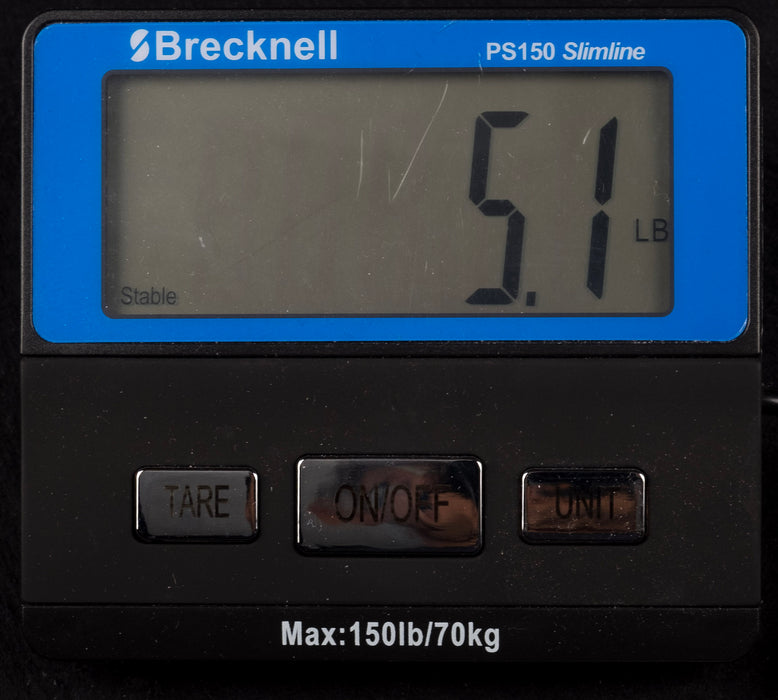 Brecknell
PS150 Slimline
5.1
LB
Stable
TARE
ON/OFF
UNIT
Max:150lb/70kg